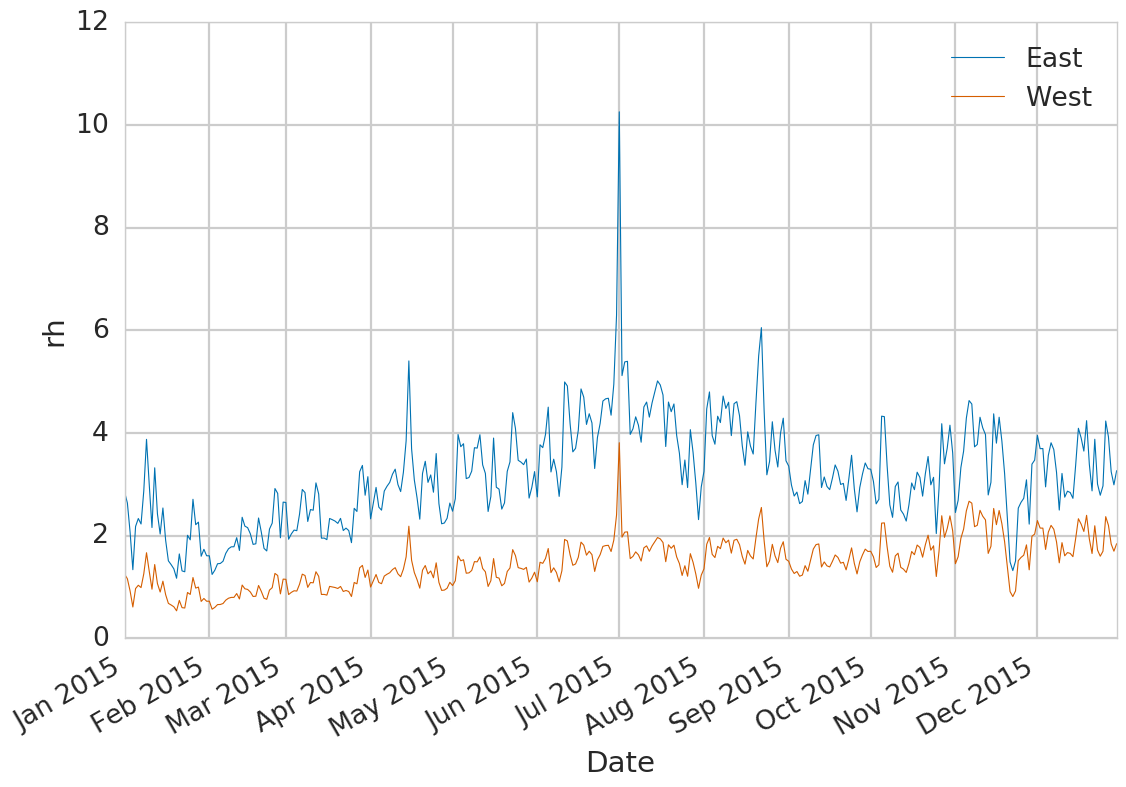 12
10
8
6
4
2
0
rh
East
West
Jan 2015
Feb 2015
Mar 2015
Apr 2015
May 2015
Jun 2015
Jul 2015
Aug 2015
Sep 2015
Oct 2015
Nov 2015
Dec 2015
Date